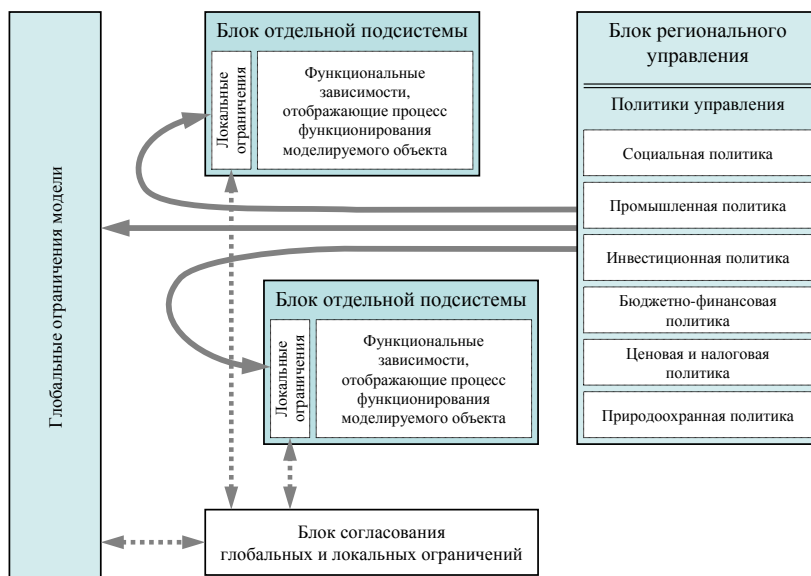 Глобальные ограничения модели
Блок отдельной подсистемы
Локальные
ограничения
Функциональные
зависимости,
отображающие процесс
функционирования
моделируемого объекта
Блок отдельной подсистемы
Локальные
ограничения
Функциональные
зависимости,
отображающие процесс
функционирования
моделируемого объекта
Блок согласования
глобальных и локальных ограничений
Блок регионального
управления
Политики управления
Социальная политика
Промышленная политика
Инвестиционная политика
Бюджетно-финансовая
политика
Ценовая и налоговая
политика
Природоохранная политика